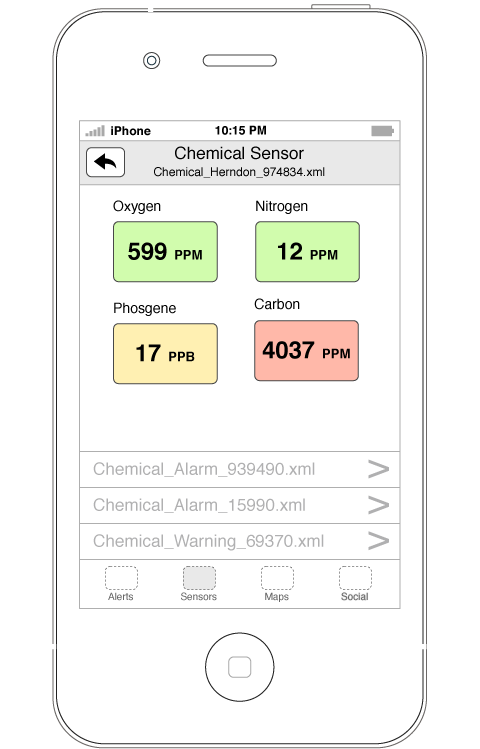 iPhone 10:15 PM
Chemical Sensor
Chemical_Herndon_974834.xml
Oxygen Nitrogen
599 PPM 12 PPM
Phosgene Carbon
17 PPB 4037 PPM
Chemical_Alarm_939490.xml >
Chemical_Alarm_15990.xml >
Chemical_Warning_69370.xml >
Alerts Sensors Maps Social